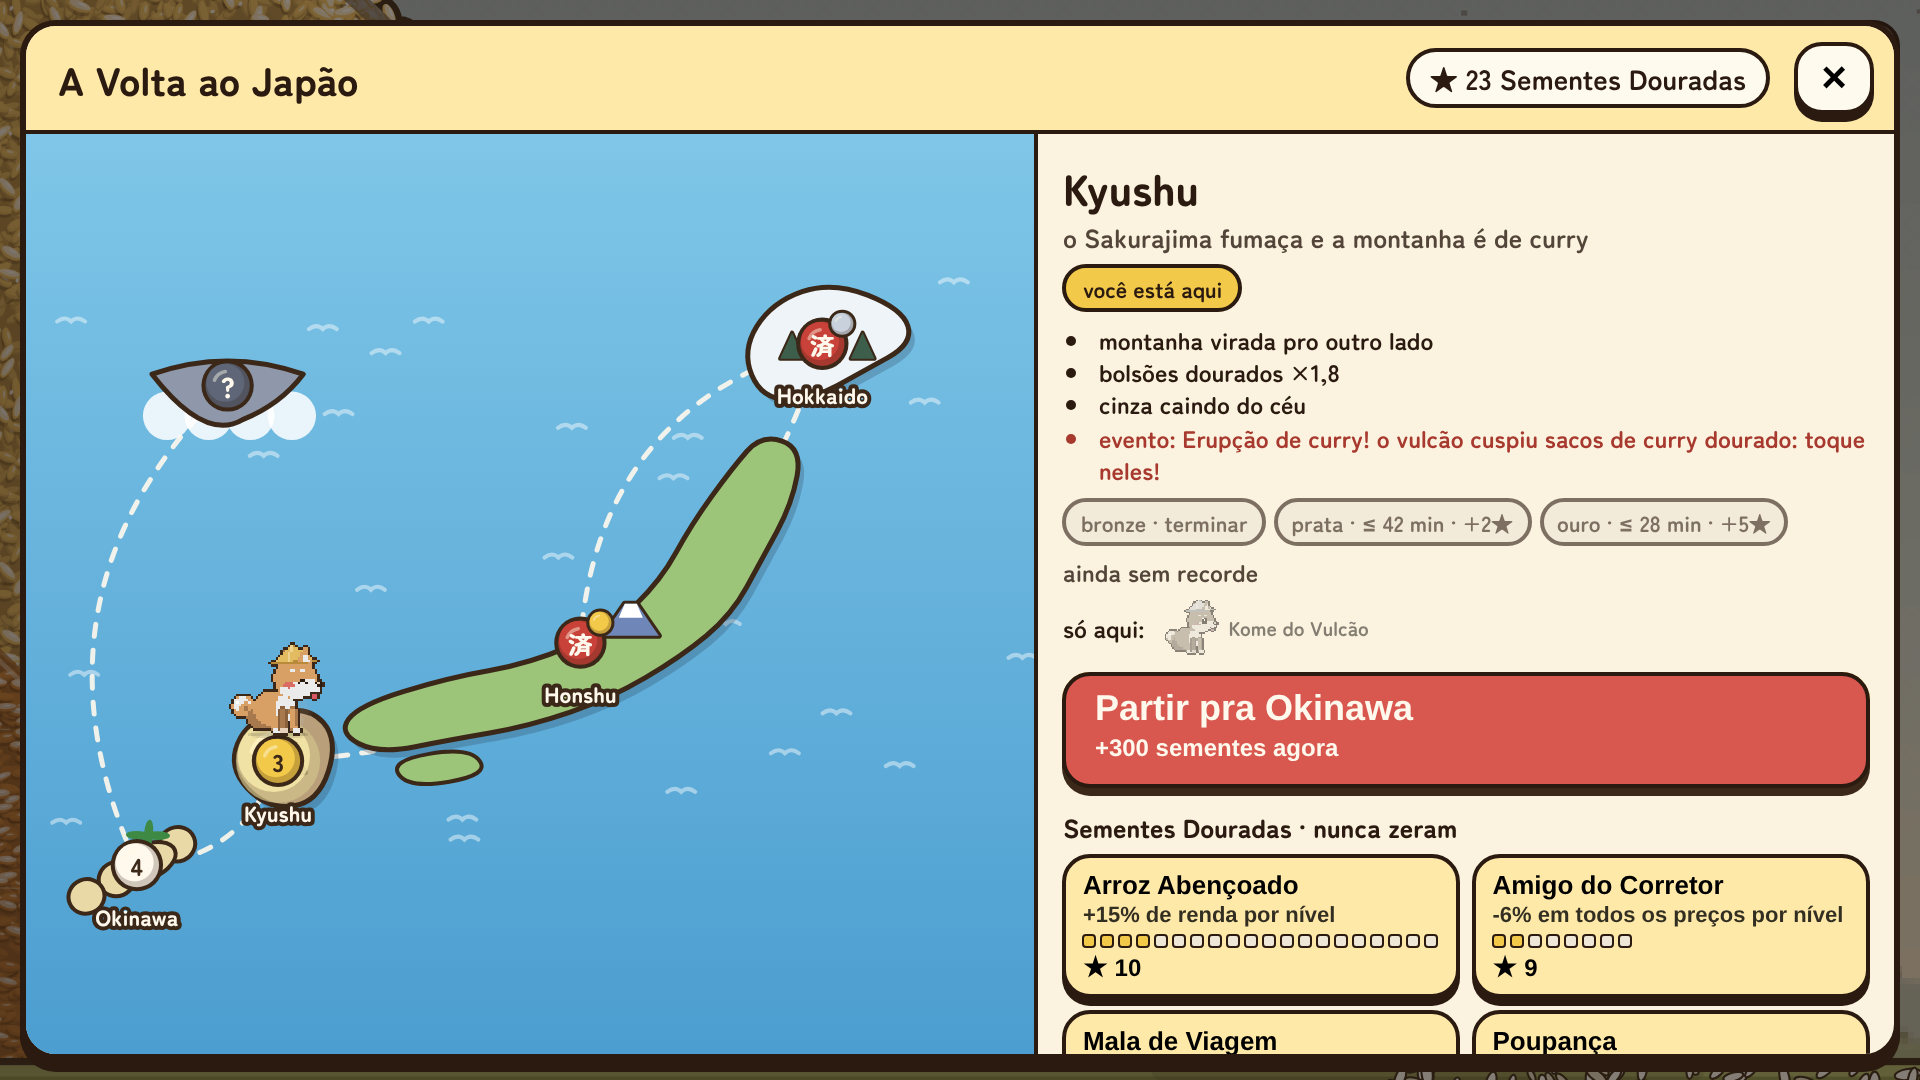 A Volta ao Japão
★ 23 Sementes Douradas
×
?
済
Hokkaido
済
Honshu
3
Kyushu
4
Okinawa
Kyushu
o Sakurajima fumaça e a montanha é de curry
você está aqui
• montanha virada pro outro lado
• bolsões dourados ×1,8
• cinza caindo do céu
• evento: Erupção de curry! o vulcão cuspiu sacos de curry dourado: toque
neles!
bronze · terminar
prata · ≤ 42 min · +2★
ouro · ≤ 28 min · +5★
ainda sem recorde
só aqui:
Kome do Vulcão
Partir pra Okinawa
+300 sementes agora
Sementes Douradas · nunca zeram
Arroz Abençoado
+15% de renda por nível
★ 10
Amigo do Corretor
-6% em todos os preços por nível
★ 9
Mala de Viagem
Poupança